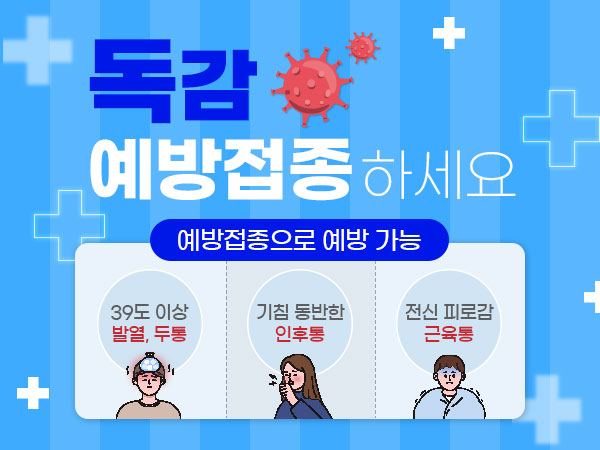 독감
예방접종 하세요
예방접종으로 예방 가능
39도 이상
발열, 두통
기침 동반한
인후통
전신 피로감
근육통